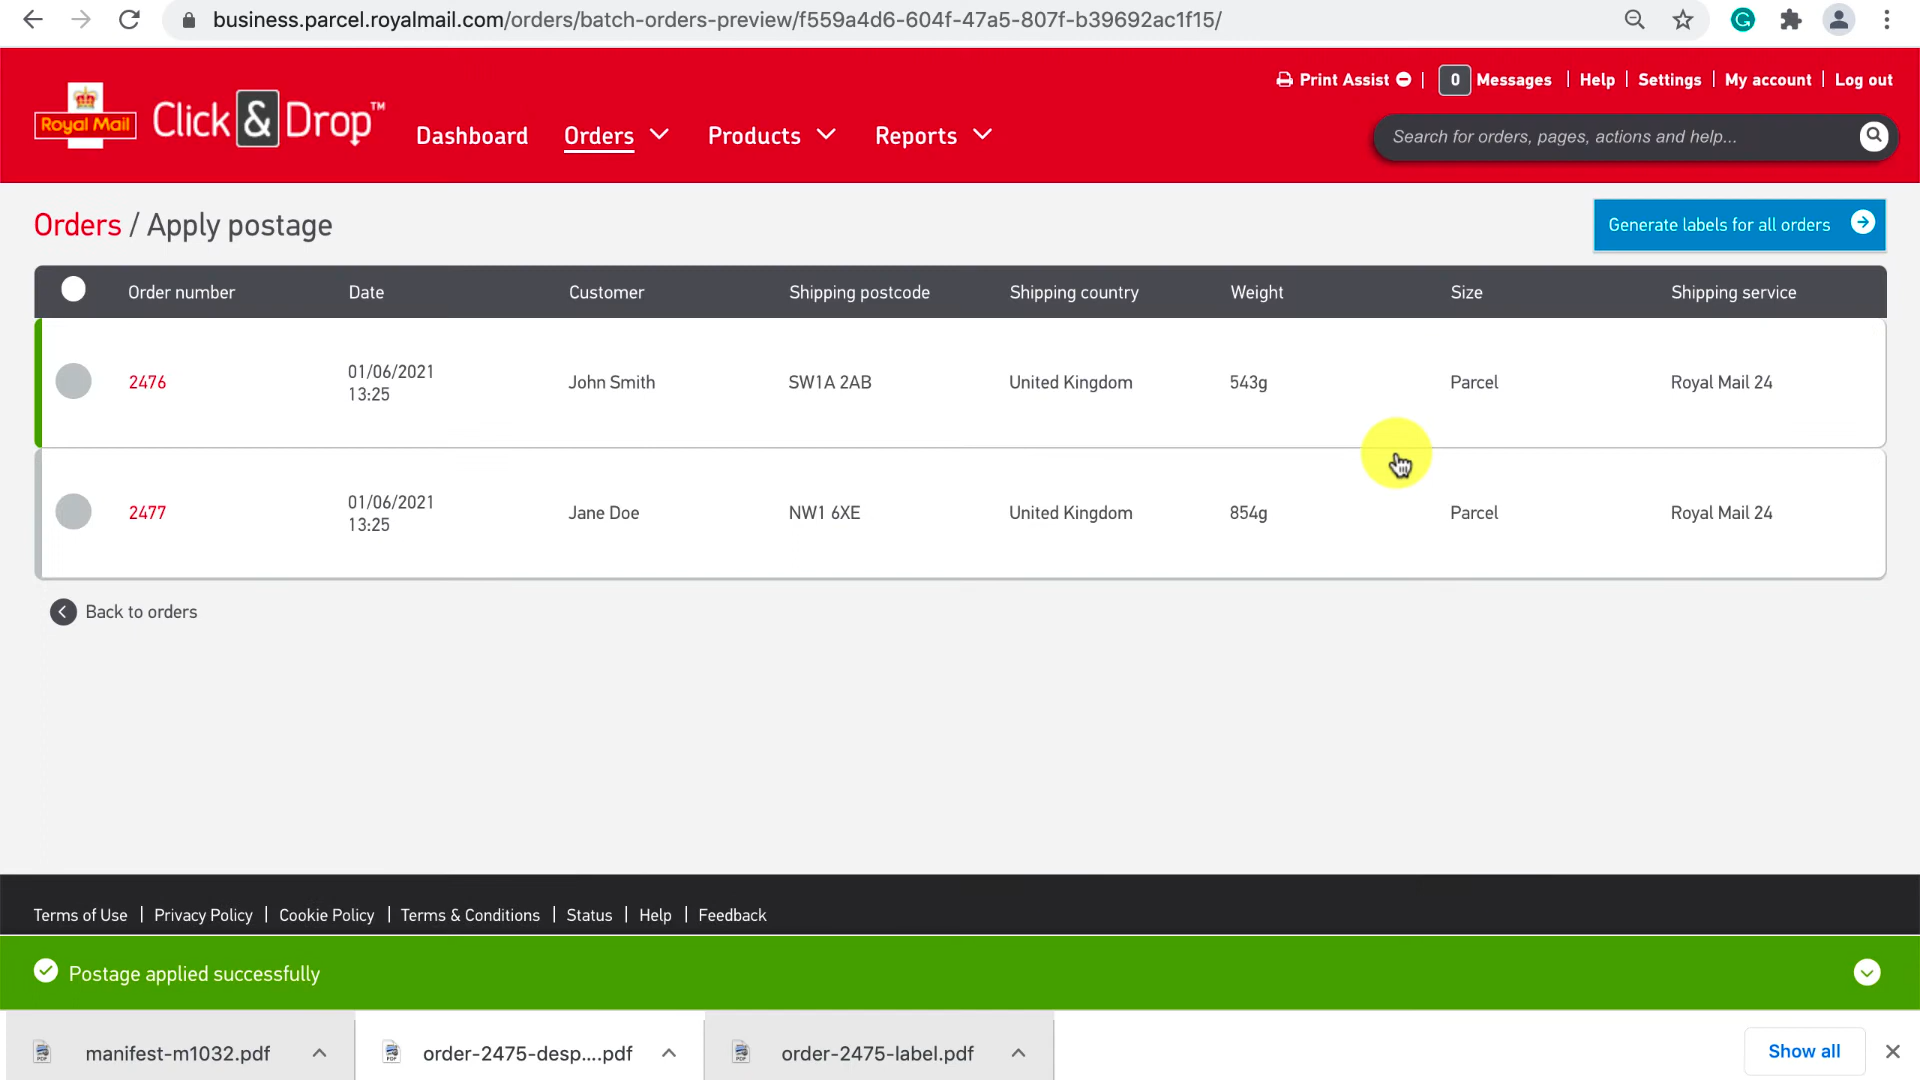 business.parcel.royalmail.com/orders/batch-orders-preview/f559a4d6-604f-47a5-807f-b39692ac1f15/
Print Assist | 0 Messages | Help | Settings | My account | Log out
Royal Mail Click & Drop™
Dashboard Orders Products Reports
Search for orders, pages, actions and help...
Orders / Apply postage
Generate labels for all orders
Order number Date Customer Shipping postcode Shipping country Weight Size Shipping service
2476 01/06/2021 13:25 John Smith SW1A 2AB United Kingdom 543g Parcel Royal Mail 24
2477 01/06/2021 13:25 Jane Doe NW1 6XE United Kingdom 854g Parcel Royal Mail 24
Back to orders
Terms of Use | Privacy Policy | Cookie Policy | Terms & Conditions | Status | Help | Feedback
Postage applied successfully
manifest-m1032.pdf order-2475-desp....pdf order-2475-label.pdf Show all